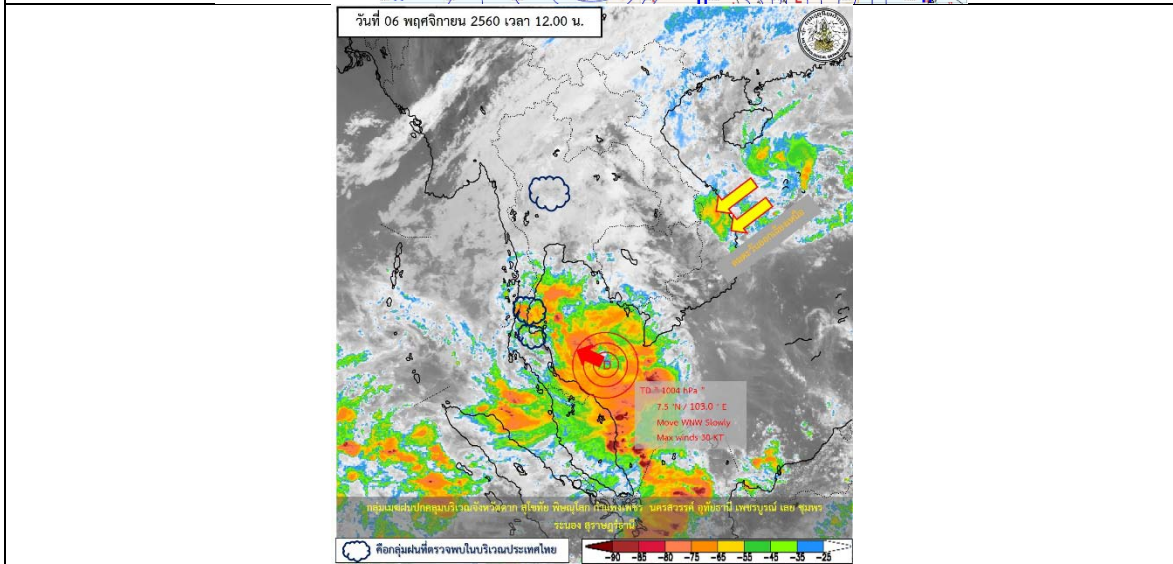 วันที่ 06 พฤศจิกายน 2560 เวลา 12.00 น.
1004 hPa
7.5 °N / 103.0 ° E
Move WNW Slowly
Max winds 30 KT
กลุ่มเมฆฝนปกคลุมบริเวณจังหวัดตาก สุโขทัย พิษณุโลก กำแพงเพชร นครสวรรค์ อุทัยธานี เพชรบูรณ์ เลย ชุมพร
ระนอง สุราษฎร์ธานี
คือกลุ่มฝนที่ตรวจพบในบริเวณประเทศไทย
-90 -85 -80 -75 -65 -55 -45 -35 -25